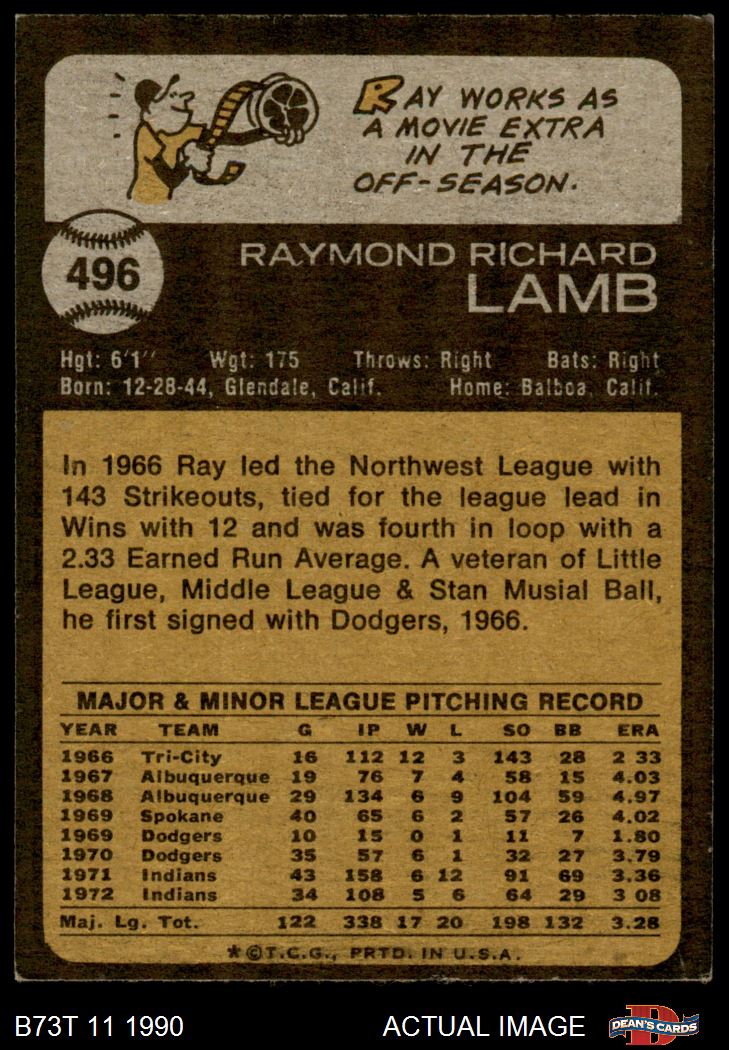 RAY WORKS AS
A MOVIE EXTRA
IN THE
OFF-SEASON.
496
RAYMOND RICHARD
LAMB
Hgt: 6'1" Wgt: 175 Throws: Right Bats: Right
Born: 12-28-44, Glendale, Calif. Home: Balboa, Calif.
In 1966 Ray led the Northwest League with
143 Strikeouts, tied for the league lead in
Wins with 12 and was fourth in loop with a
2.33 Earned Run Average. A veteran of Little
League, Middle League & Stan Musial Ball,
he first signed with Dodgers, 1966.
MAJOR & MINOR LEAGUE PITCHING RECORD
YEAR TEAM G IP W L SO BB ERA
1966 Tri-City 16 112 12 3 143 28 2 33
1967 Albuquerque 19 76 7 4 58 15 4.03
1968 Albuquerque 29 134 6 9 104 59 4.97
1969 Spokane 40 65 6 2 57 26 4.02
1969 Dodgers 10 15 0 1 11 7 1.80
1970 Dodgers 35 57 6 1 32 27 3.79
1971 Indians 43 158 6 12 91 69 3.36
1972 Indians 34 108 5 6 64 29 3 08
Maj. Lg. Tot. 122 338 17 20 198 132 3.28
*©T.C.G., PRTD. IN U.S.A.
B73T 11 1990 ACTUAL IMAGE D DEAN'S CARDS